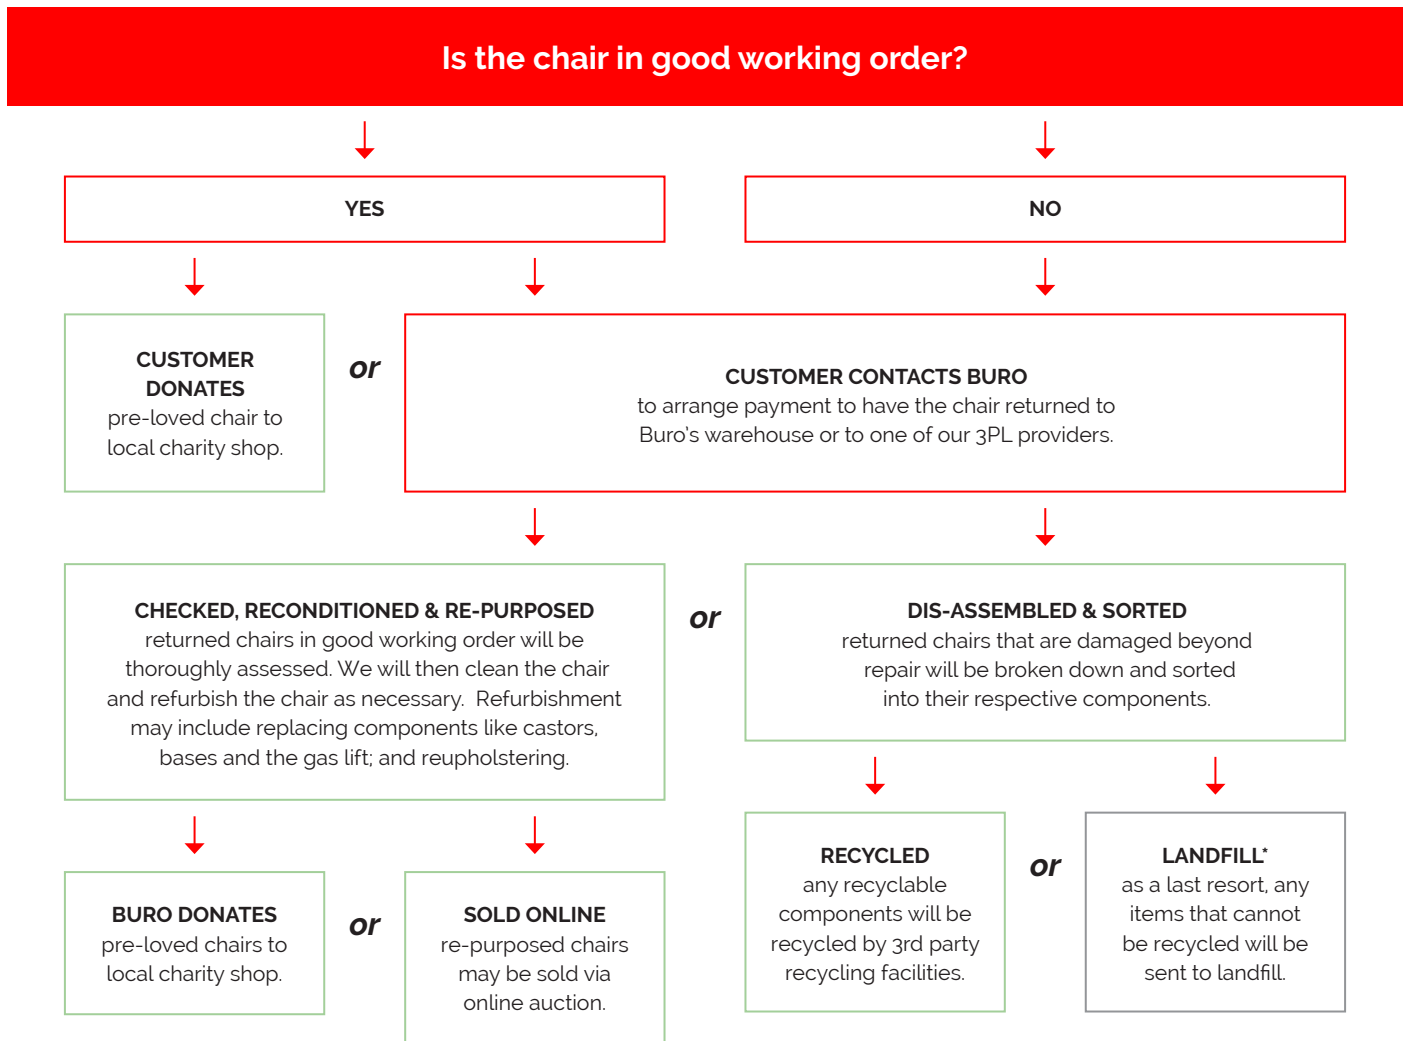 Is the chair in good working order?
YES
NO
CUSTOMER
DONATES
pre-loved chair to
local charity shop.
or
CUSTOMER CONTACTS BURO
to arrange payment to have the chair returned to
Buro's warehouse or to one of our 3PL providers.
CHECKED, RECONDITIONED & RE-PURPOSED
returned chairs in good working order will be
thoroughly assessed. We will then clean the chair
and refurbish the chair as necessary.  Refurbishment
may include replacing components like castors,
bases and the gas lift; and reupholstering.
or
DIS-ASSEMBLED & SORTED
returned chairs that are damaged beyond
repair will be broken down and sorted
into their respective components.
BURO DONATES
pre-loved chairs to
local charity shop.
or
SOLD ONLINE
re-purposed chairs
may be sold via
online auction.
RECYCLED
any recyclable
components will be
recycled by 3rd party
recycling facilities.
or
LANDFILL*
as a last resort, any
items that cannot
be recycled will be
sent to landfill.